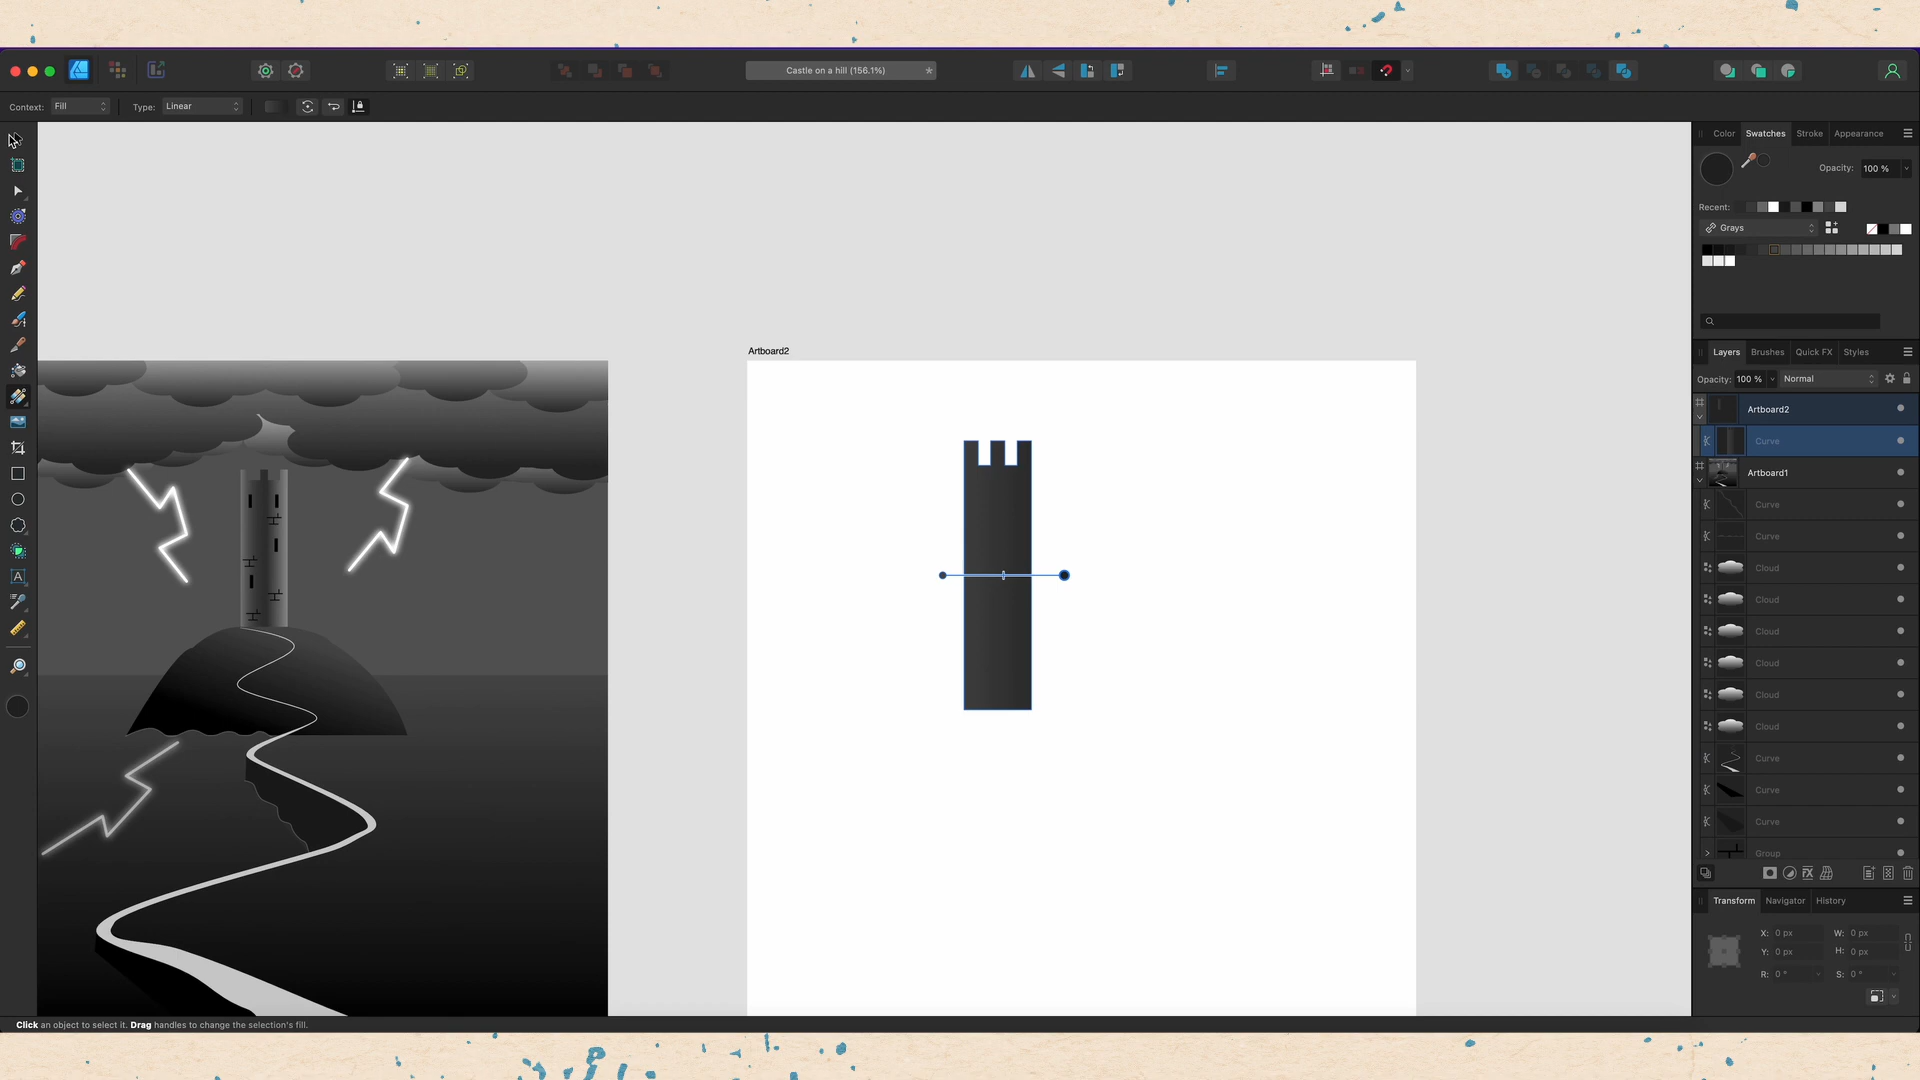 Castle on a hill (156.1%)
Context: Fill Type: Linear
Color Swatches Stroke Appearance
Opacity: 100 %
Recent:
Grays
Artboard2
Layers Brushes Quick FX Styles
Opacity: 100 % Normal
Artboard2
Curve
Artboard1
Curve
Curve
Cloud
Cloud
Cloud
Cloud
Cloud
Cloud
Curve
Curve
Curve
Group
Transform Navigator History
X: 0 px W: 0 px
Y: 0 px H: 0 px
R: 0 ° S: 0 °
Click an object to select it. Drag handles to change the selection's fill.